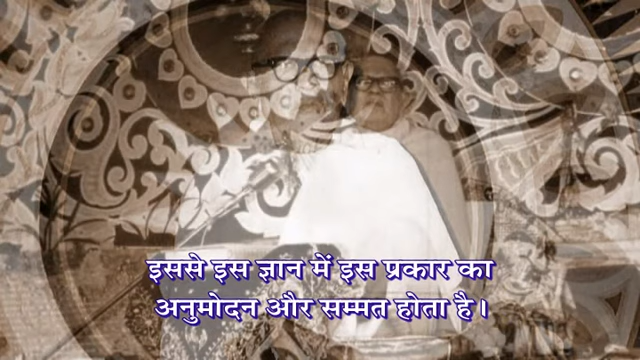 इससे इस ज्ञान में इस प्रकार का
अनुमोदन और सम्मत होता है।